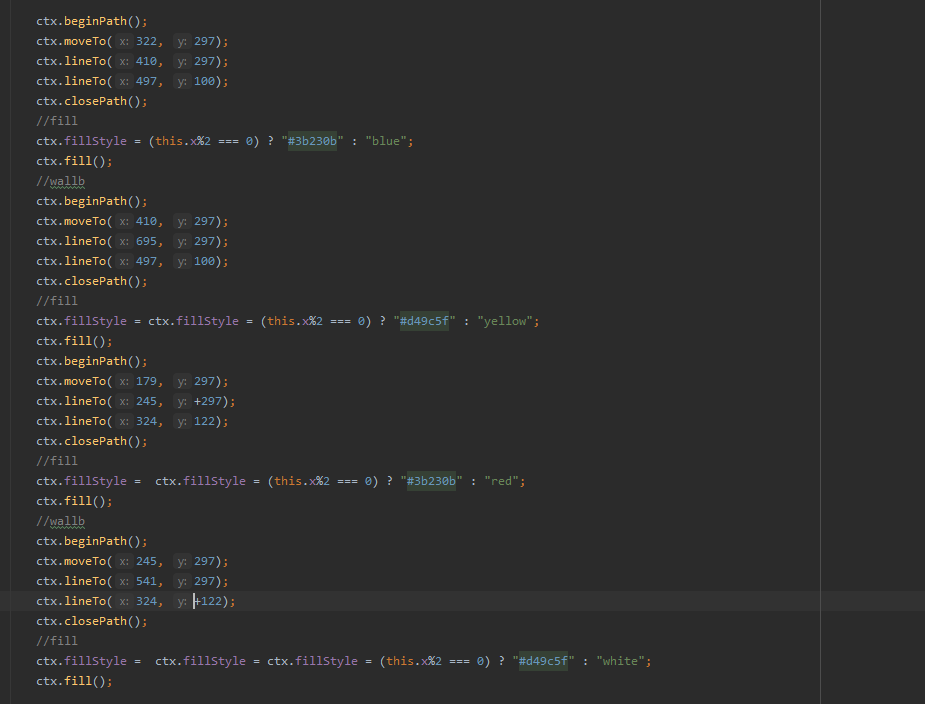 ctx.beginPath();
ctx.moveTo( x: 322, y: 297);
ctx.lineTo( x: 410, y: 297);
ctx.lineTo( x: 497, y: 100);
ctx.closePath();
//fill
ctx.fillStyle = (this.x%2 === 0) ? "#3b230b" : "blue";
ctx.fill();
//wallb
ctx.beginPath();
ctx.moveTo( x: 410, y: 297);
ctx.lineTo( x: 695, y: 297);
ctx.lineTo( x: 497, y: 100);
ctx.closePath();
//fill
ctx.fillStyle = ctx.fillStyle = (this.x%2 === 0) ? "#d49c5f" : "yellow";
ctx.fill();
ctx.beginPath();
ctx.moveTo( x: 179, y: 297);
ctx.lineTo( x: 245, y: +297);
ctx.lineTo( x: 324, y: 122);
ctx.closePath();
//fill
ctx.fillStyle =  ctx.fillStyle = (this.x%2 === 0) ? "#3b230b" : "red";
ctx.fill();
//wallb
ctx.beginPath();
ctx.moveTo( x: 245, y: 297);
ctx.lineTo( x: 541, y: 297);
ctx.lineTo( x: 324, y: +122);
ctx.closePath();
//fill
ctx.fillStyle =  ctx.fillStyle = ctx.fillStyle = (this.x%2 === 0) ? "#d49c5f" : "white";
ctx.fill();